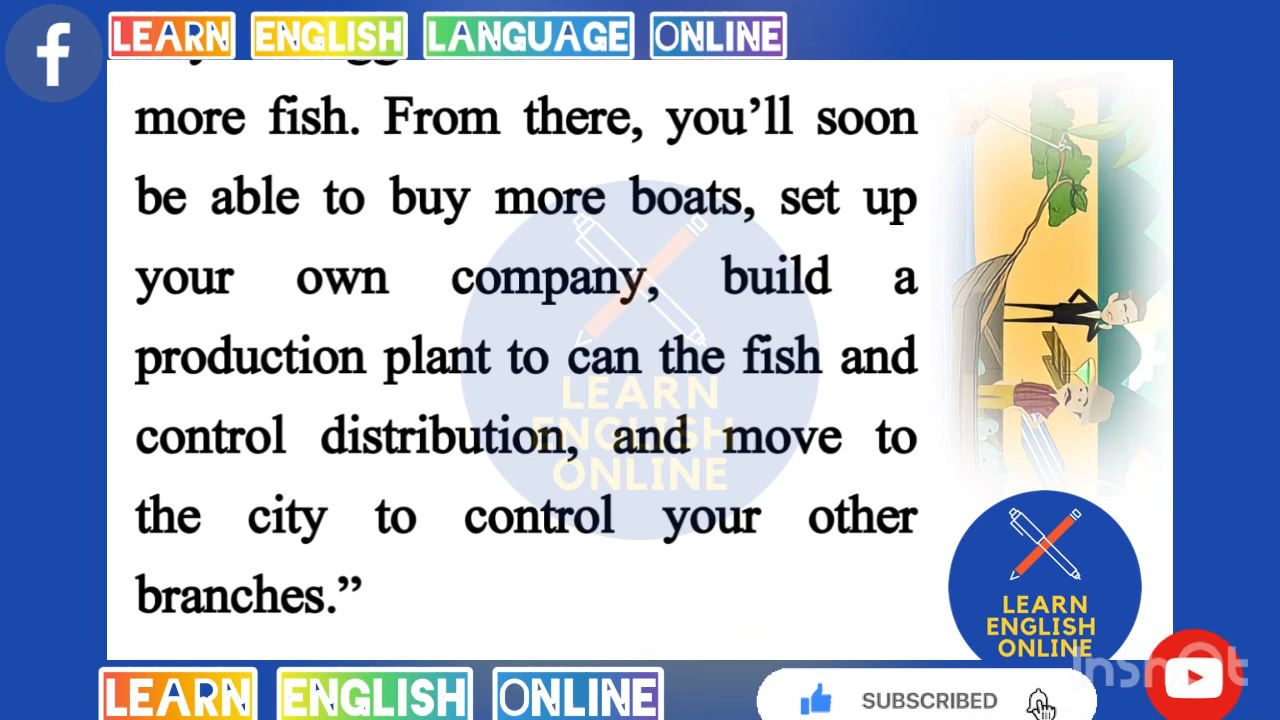 LEARN ENGLISH LANGUAGE ONLINE
more fish. From there, you’ll soon
be able to buy more boats, set up
your own company, build a
production plant to can the fish and
control distribution, and move to
the city to control your other
branches.”
LEARN
ENGLISH
ONLINE
LEARN
ENGLISH
ONLINE
LEARN ENGLISH ONLINE
SUBSCRIBED